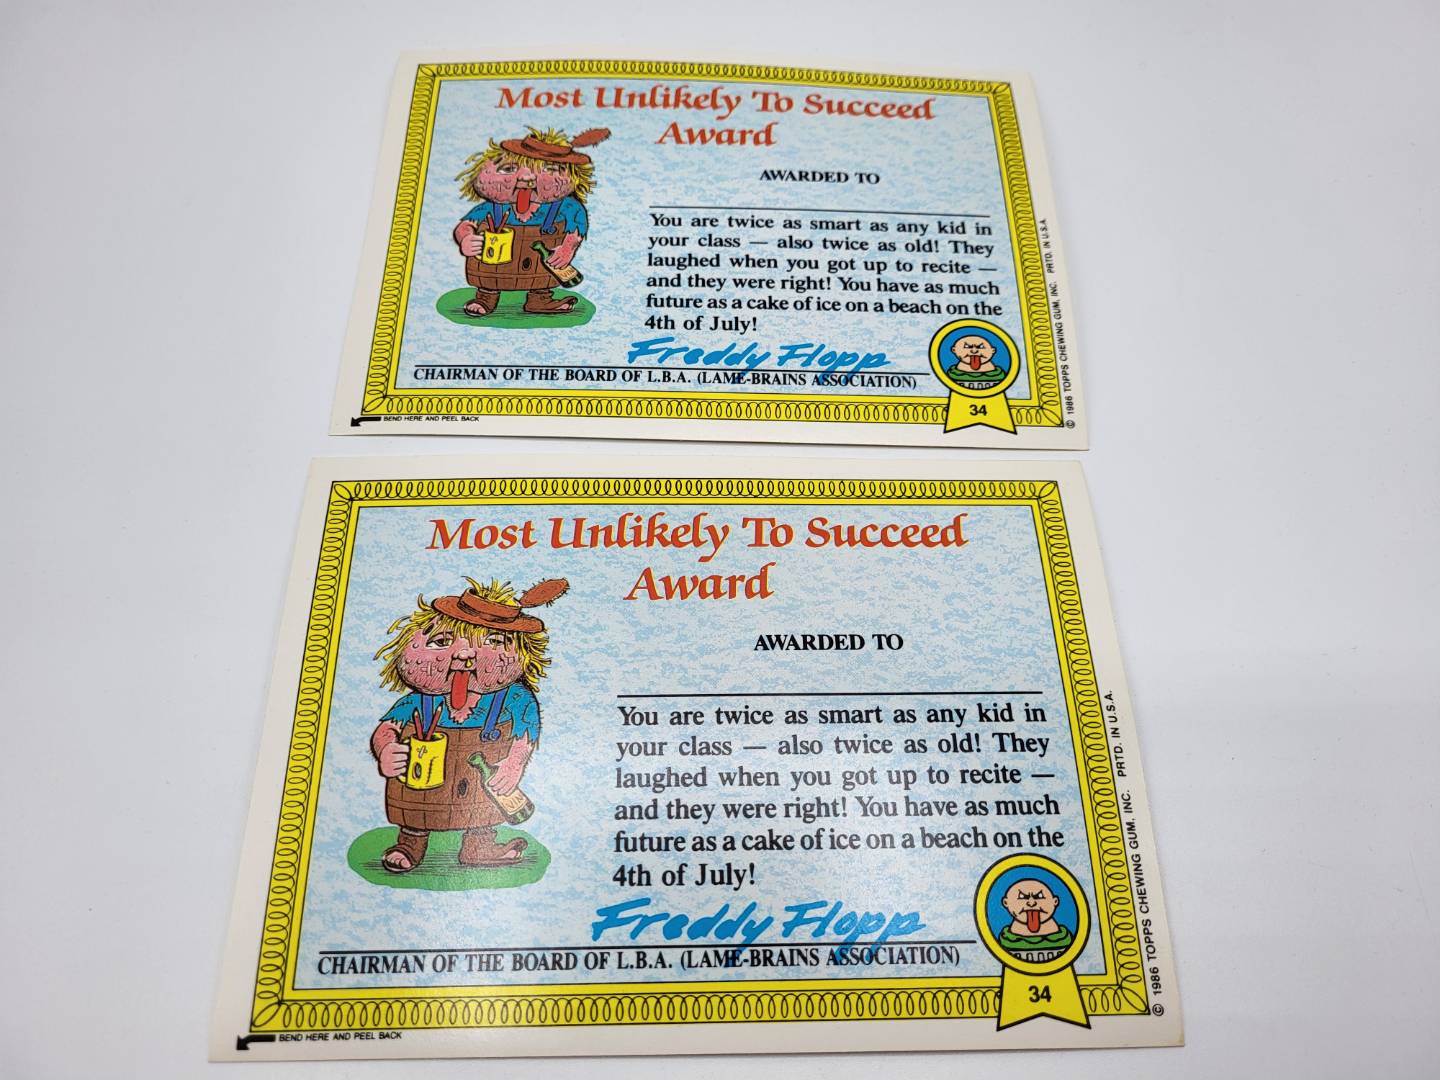 Most Unlikely To Succeed
Award
AWARDED TO
You are twice as smart as any kid in
your class — also twice as old! They
laughed when you got up to recite —
and they were right! You have as much
future as a cake of ice on a beach on the
4th of July!
Freddy Flopp
CHAIRMAN OF THE BOARD OF L.B.A. (LAME-BRAINS ASSOCIATION)
34
BEND HERE AND PEEL BACK
© 1986 TOPPS CHEWING GUM, INC. PRTD. IN U.S.A.
Most Unlikely To Succeed
Award
AWARDED TO
You are twice as smart as any kid in
your class — also twice as old! They
laughed when you got up to recite —
and they were right! You have as much
future as a cake of ice on a beach on the
4th of July!
Freddy Flopp
CHAIRMAN OF THE BOARD OF L.B.A. (LAME-BRAINS ASSOCIATION)
34
BEND HERE AND PEEL BACK
© 1986 TOPPS CHEWING GUM, INC. PRTD. IN U.S.A.